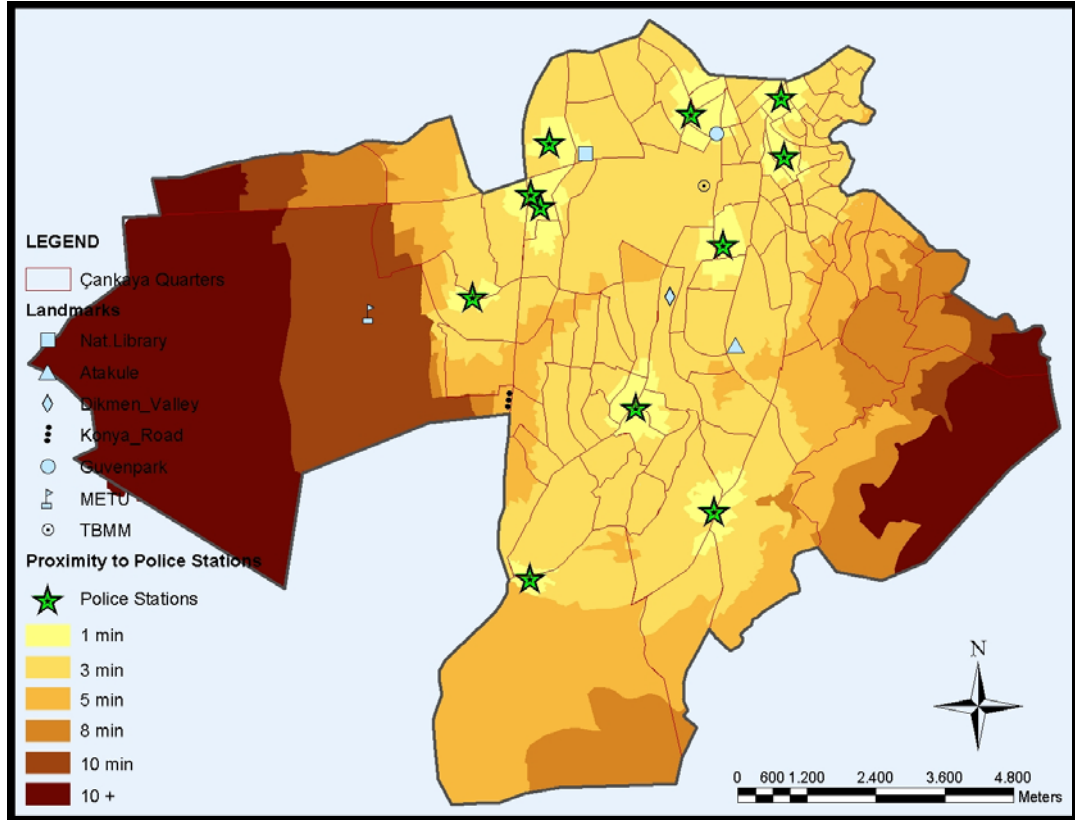 LEGEND
Çankaya Quarters
Landmarks
Nat.Library
Atakule
Dikmen_Valley
Konya_Road
Guvenpark
METU
TBMM
Proximity to Police Stations
Police Stations
1 min
3 min
5 min
8 min
10 min
10 +
N
0 600 1.200 2.400 3.600 4.800
Meters